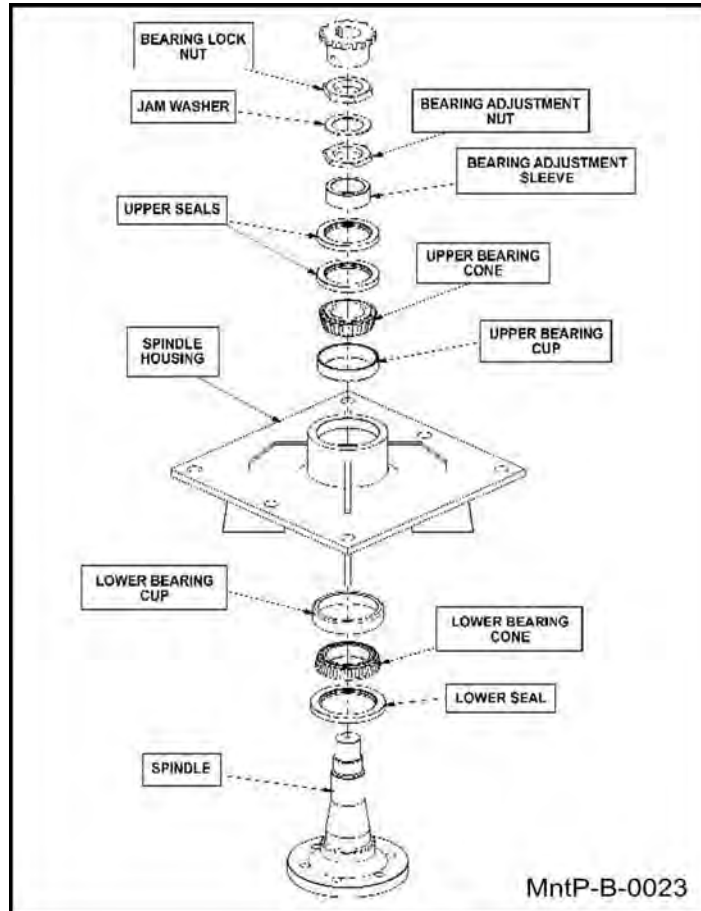 BEARING LOCK
NUT
JAM WASHER
BEARING ADJUSTMENT
NUT
BEARING ADJUSTMENT
SLEEVE
UPPER SEALS
UPPER BEARING
CONE
SPINDLE
HOUSING
UPPER BEARING
CUP
LOWER BEARING
CUP
LOWER BEARING
CONE
LOWER SEAL
SPINDLE
MntP-B-0023